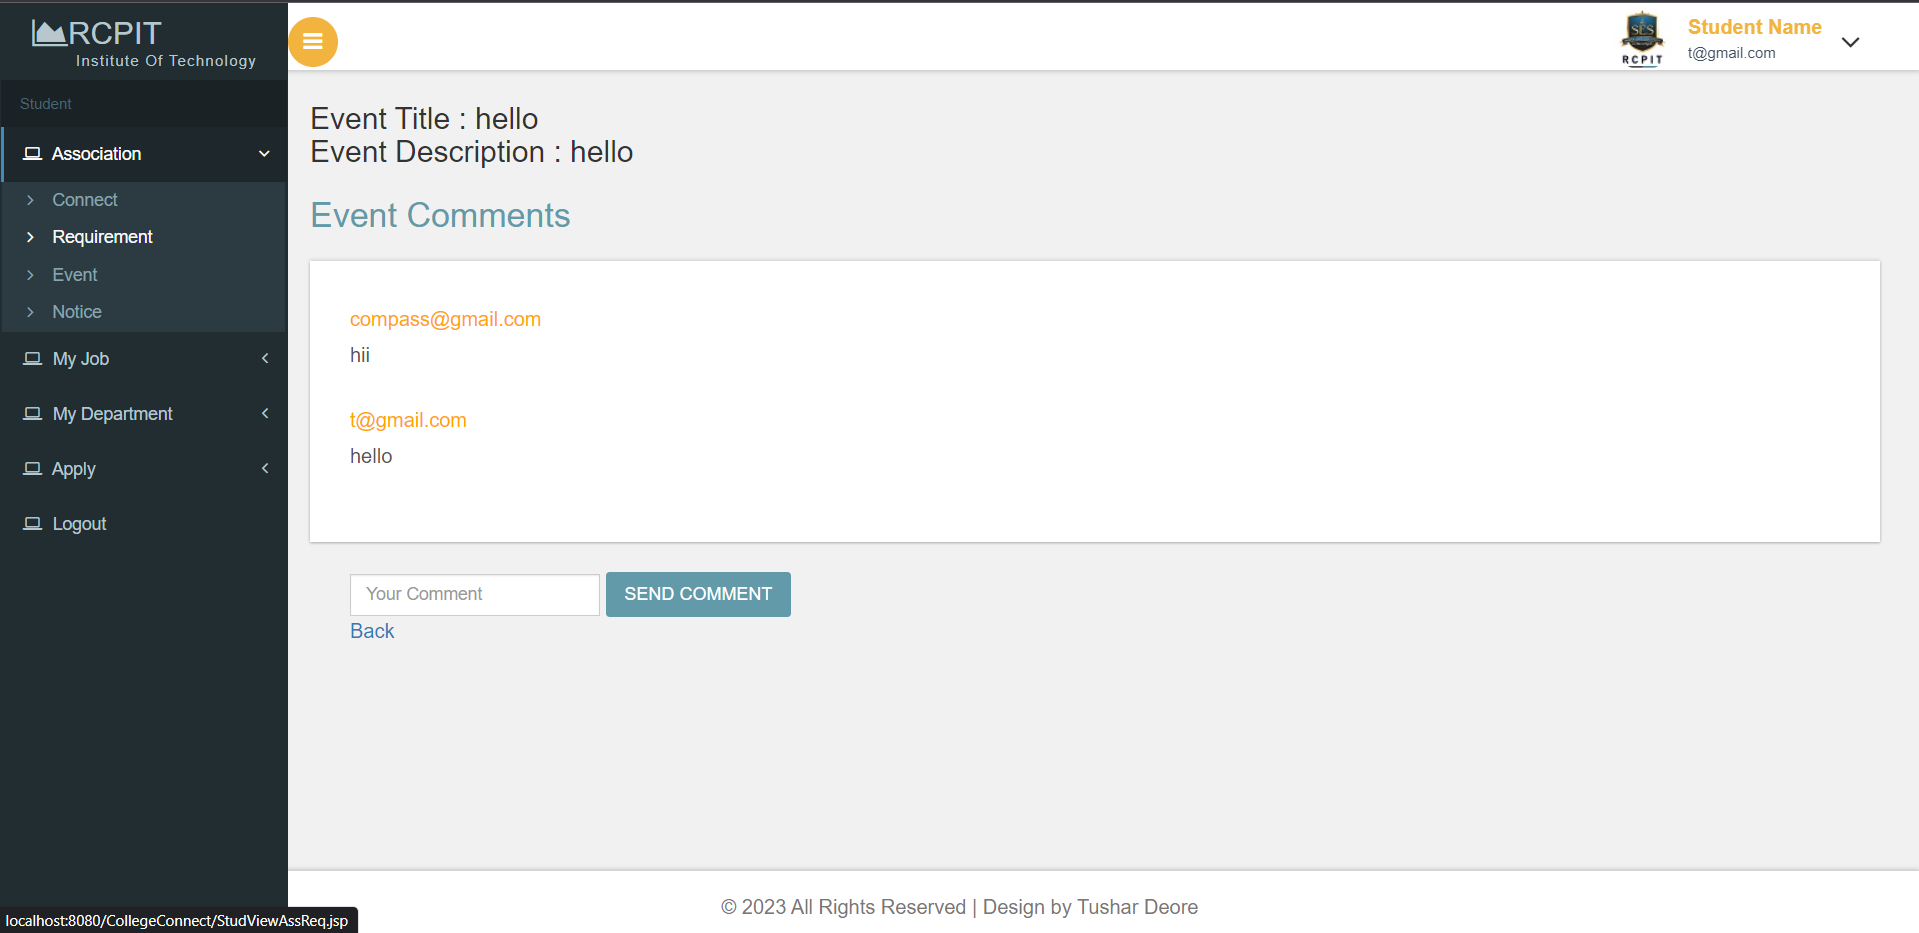 RCPIT
Institute Of Technology
Student
Association
Connect
Requirement
Event
Notice
My Job
My Department
Apply
Logout
SES
RCPIT
Student Name
t@gmail.com
Event Title : hello
Event Description : hello
Event Comments
compass@gmail.com
hii
t@gmail.com
hello
Your Comment
SEND COMMENT
Back
© 2023 All Rights Reserved | Design by Tushar Deore
localhost:8080/CollegeConnect/StudViewAssReq.jsp